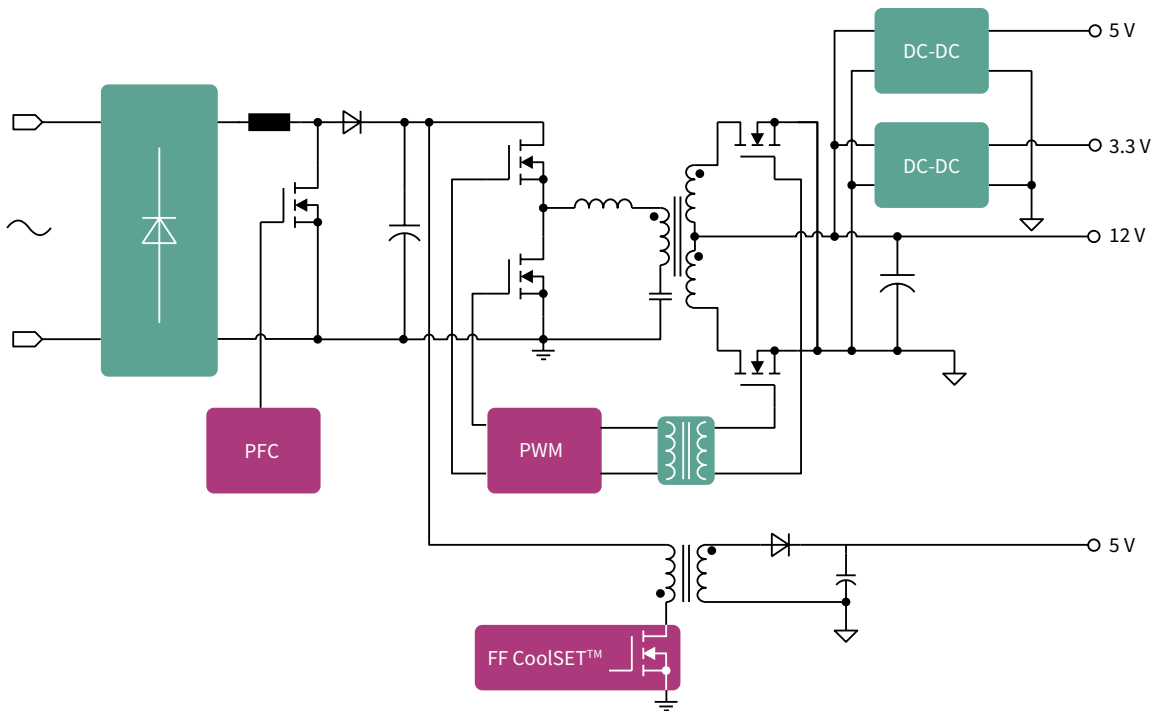 DC-DC
5 V
DC-DC
3.3 V
12 V
PFC
PWM
5 V
FF CoolSET™